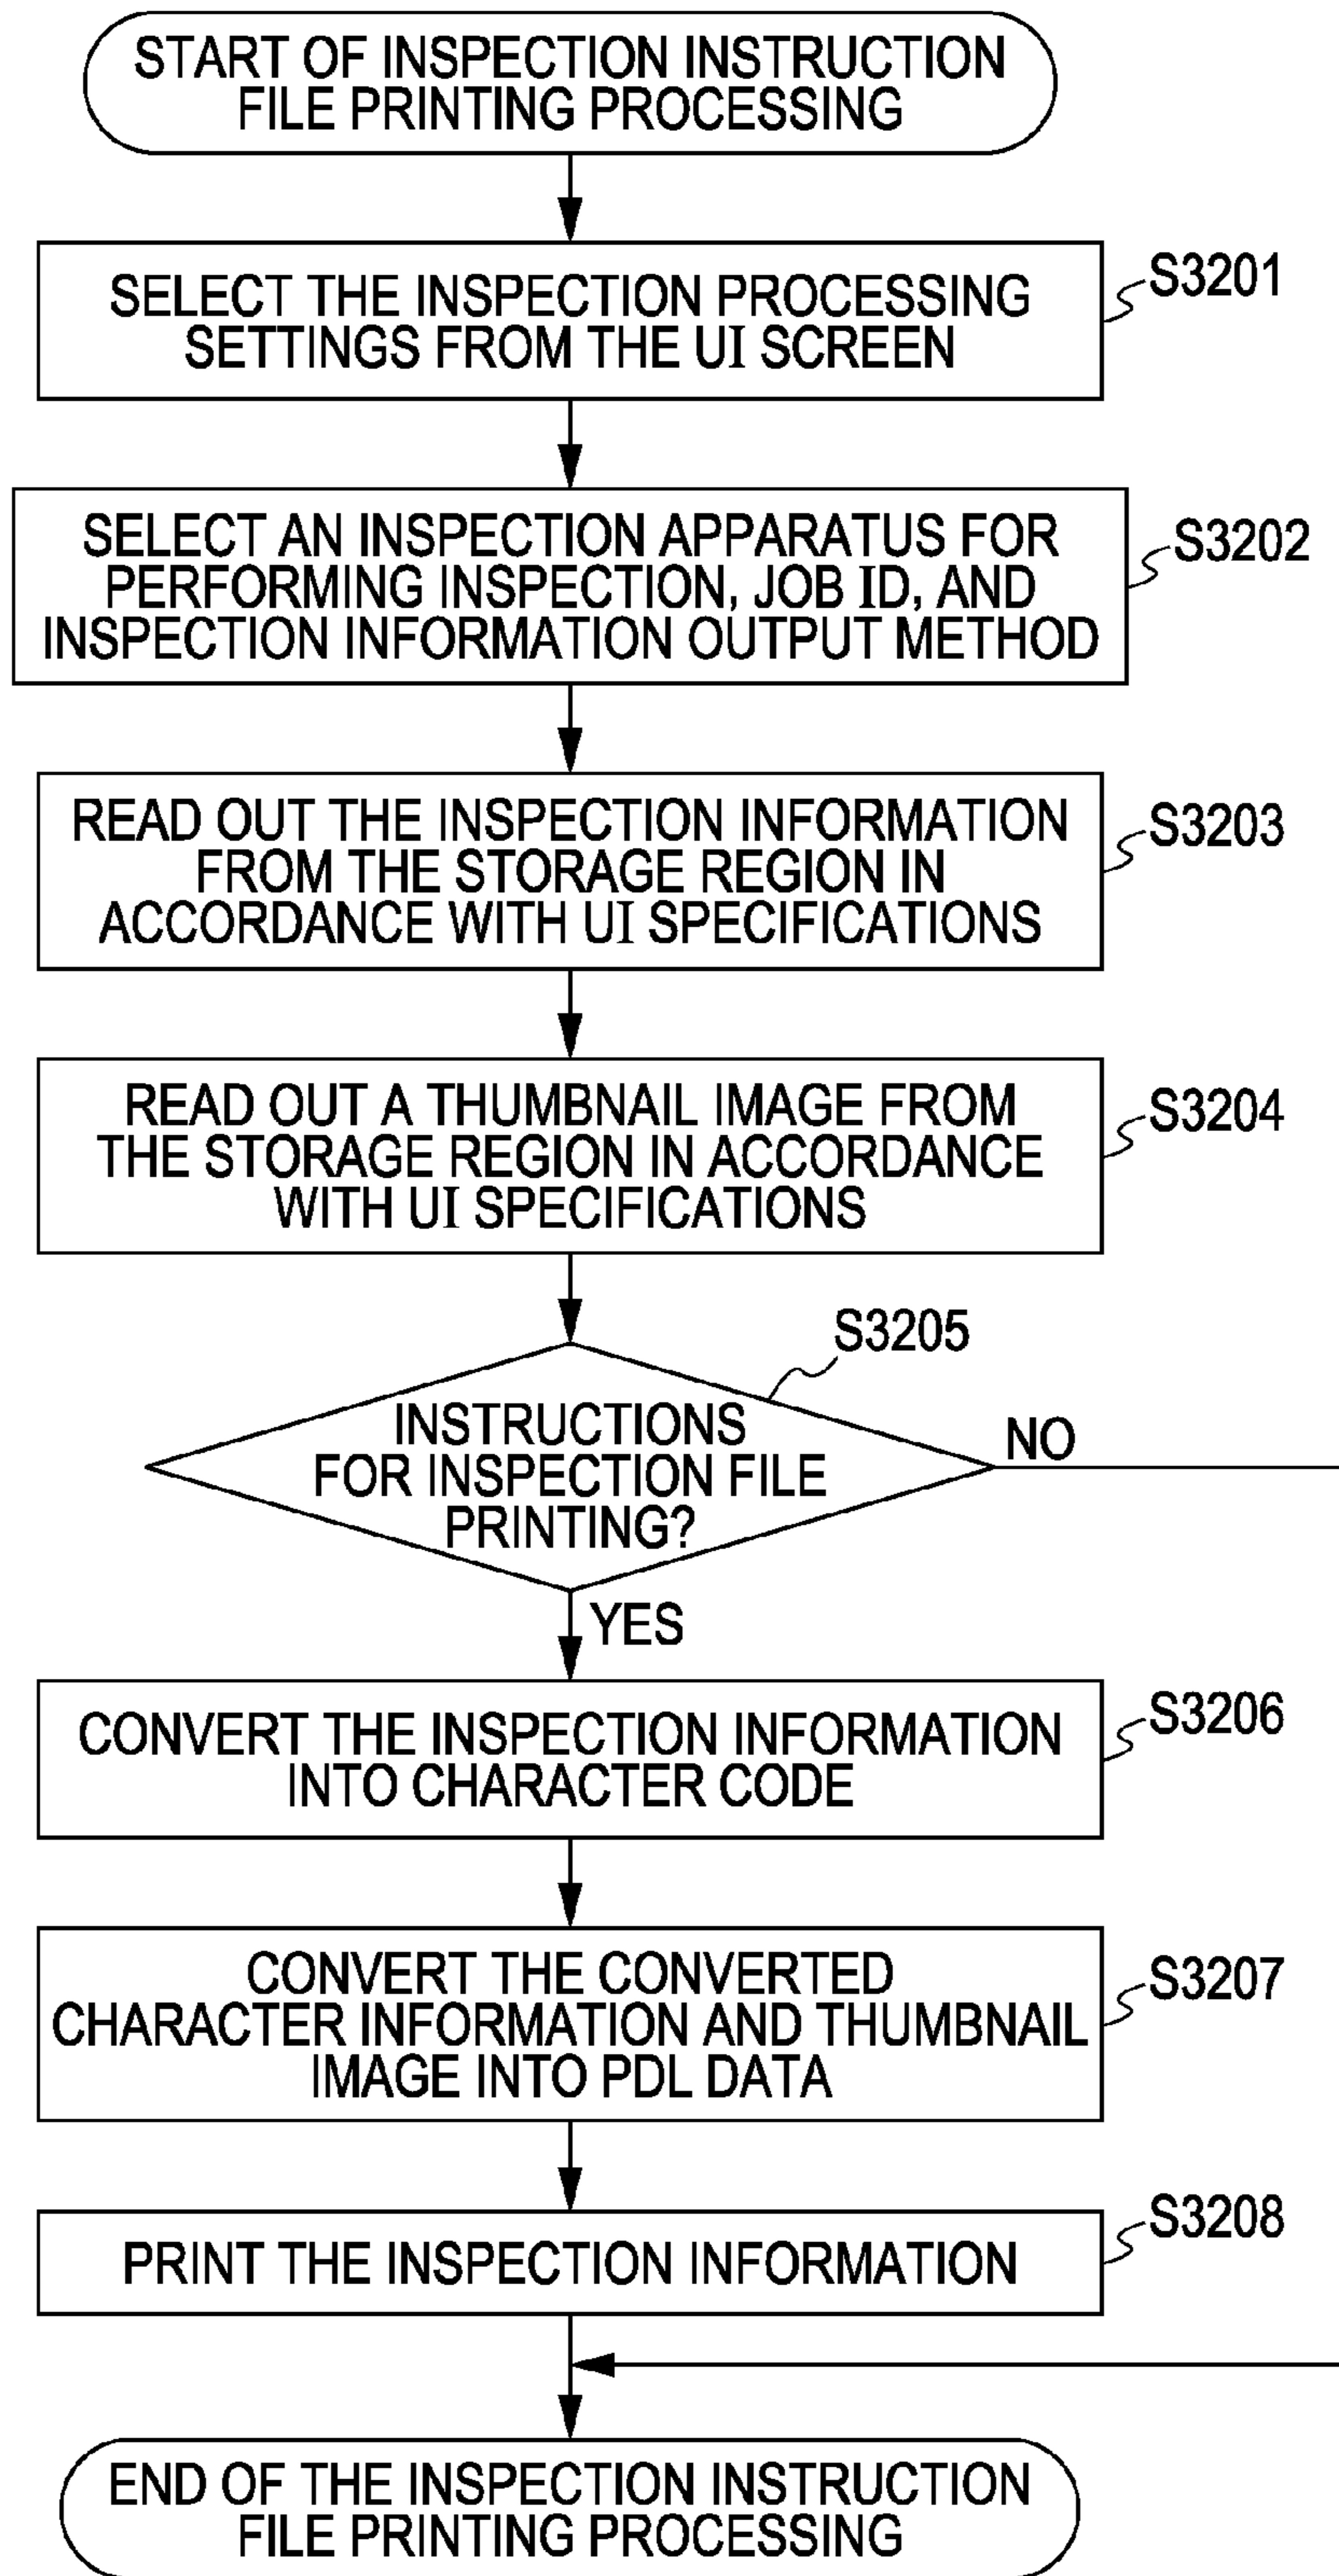 START OF INSPECTION INSTRUCTION
FILE PRINTING PROCESSING
SELECT THE INSPECTION PROCESSING
SETTINGS FROM THE UI SCREEN
S3201
SELECT AN INSPECTION APPARATUS FOR
PERFORMING INSPECTION, JOB ID, AND
INSPECTION INFORMATION OUTPUT METHOD
S3202
READ OUT THE INSPECTION INFORMATION
FROM THE STORAGE REGION IN
ACCORDANCE WITH UI SPECIFICATIONS
S3203
READ OUT A THUMBNAIL IMAGE FROM
THE STORAGE REGION IN ACCORDANCE
WITH UI SPECIFICATIONS
S3204
S3205
INSTRUCTIONS
FOR INSPECTION FILE
PRINTING?
NO
YES
CONVERT THE INSPECTION INFORMATION
INTO CHARACTER CODE
S3206
CONVERT THE CONVERTED
CHARACTER INFORMATION AND THUMBNAIL
IMAGE INTO PDL DATA
S3207
PRINT THE INSPECTION INFORMATION
S3208
END OF THE INSPECTION INSTRUCTION
FILE PRINTING PROCESSING